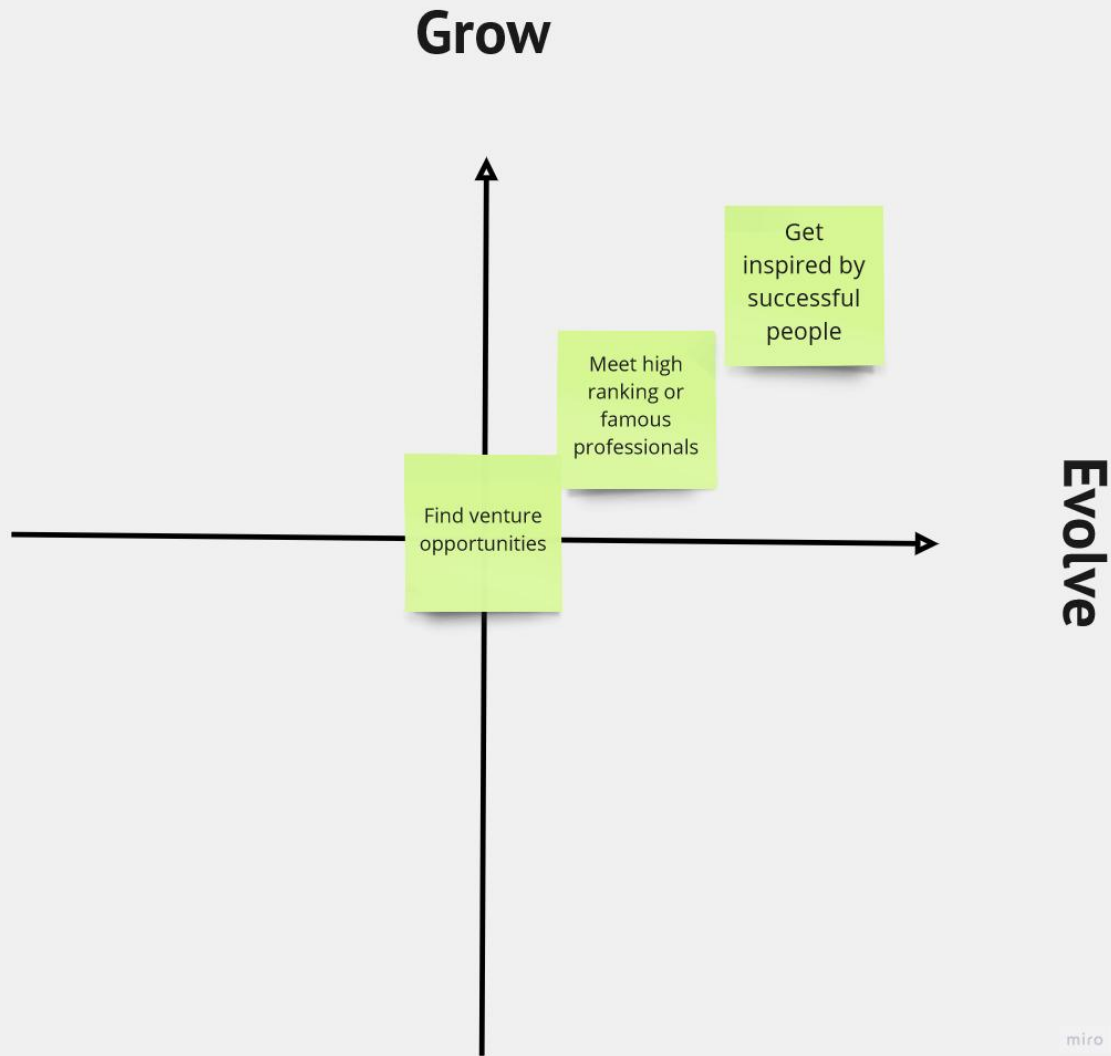 Grow
Get
inspired by
successful
people
Meet high
ranking or
famous
professionals
Find venture
opportunities
Evolve
miro